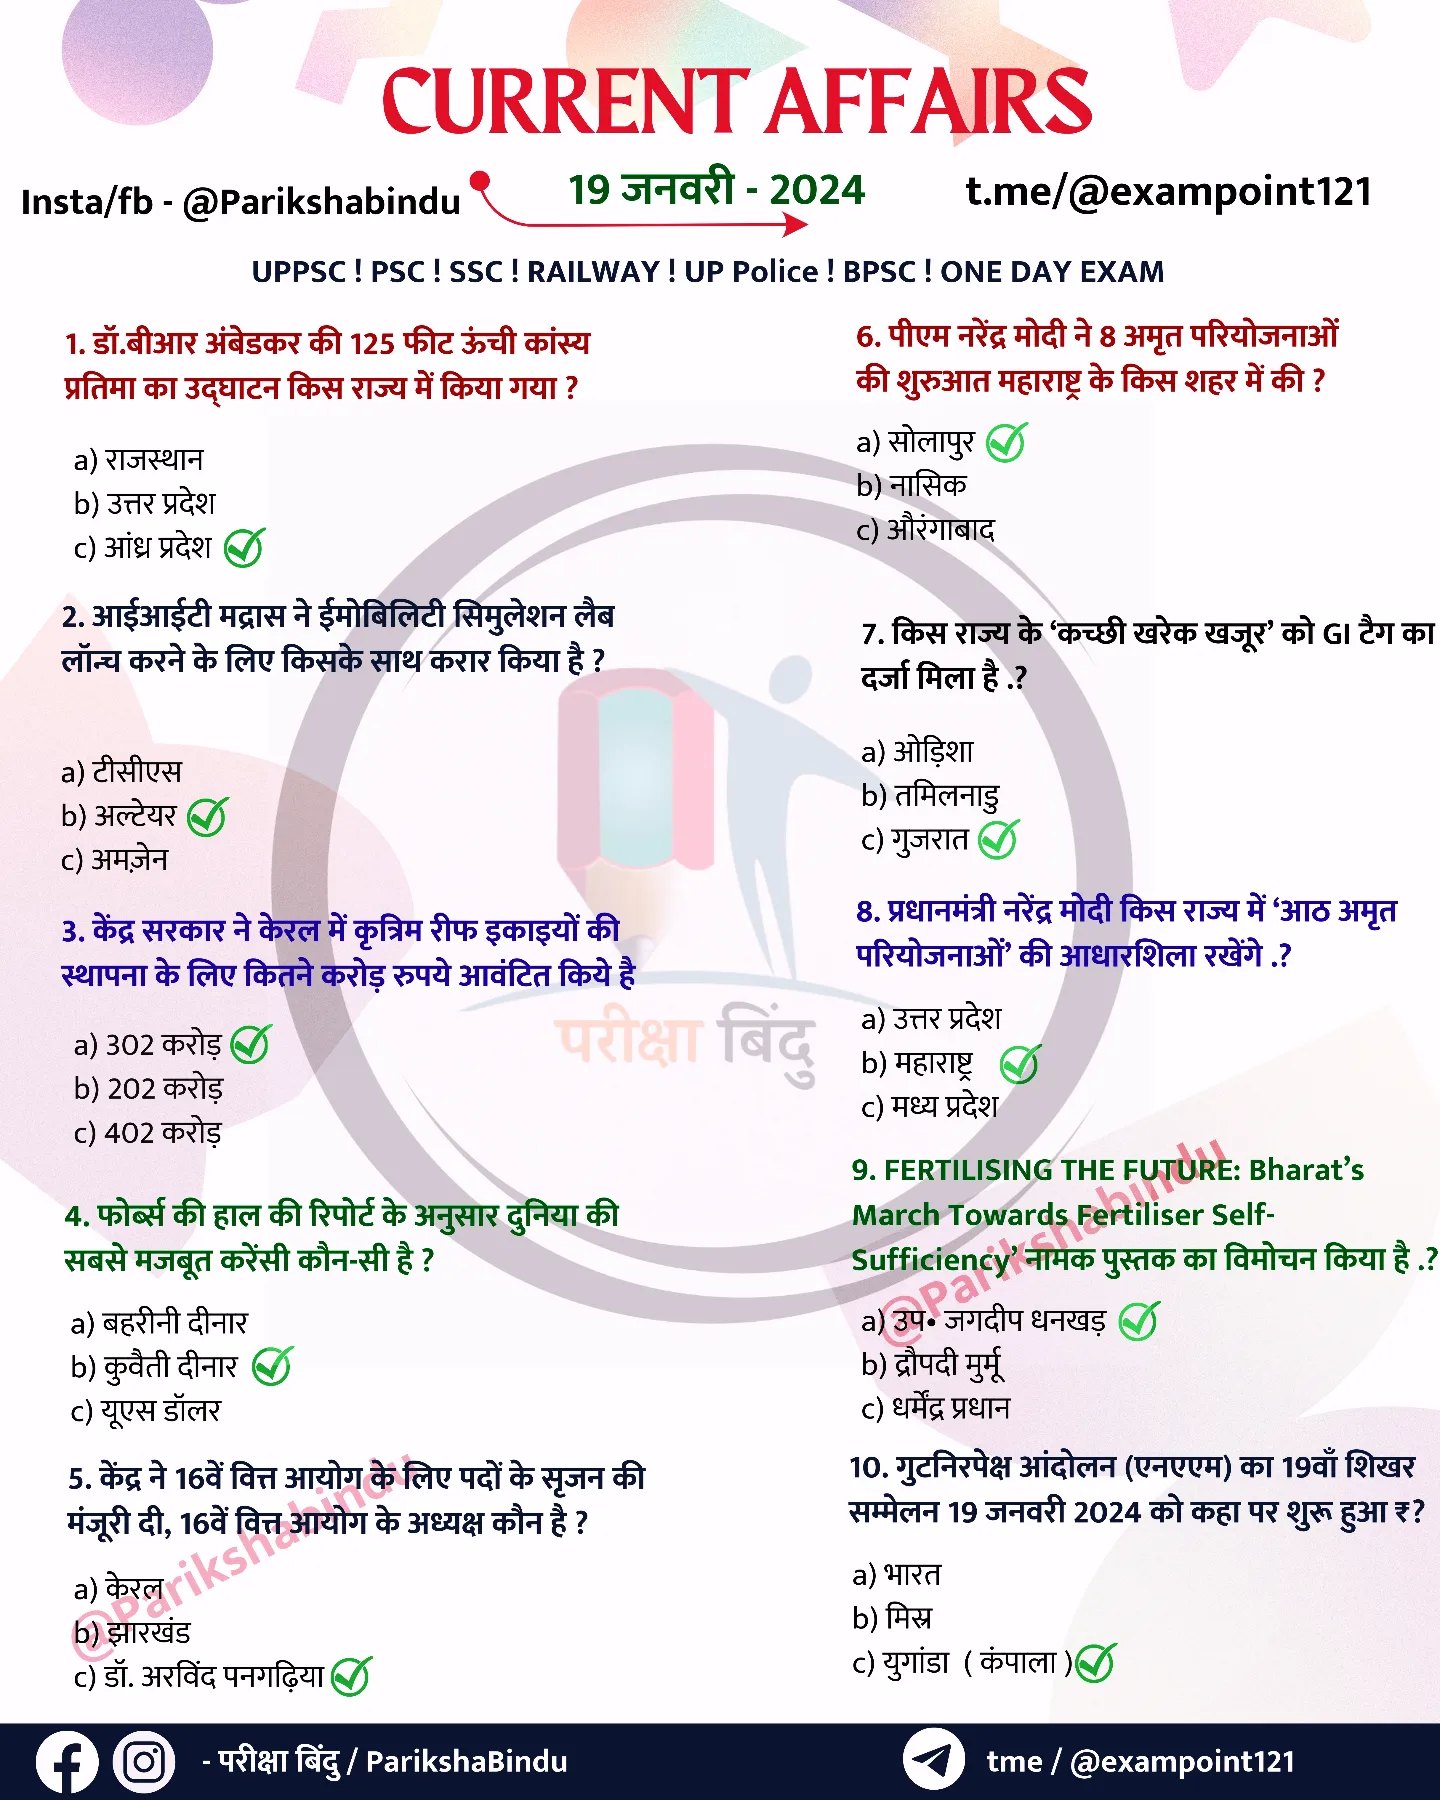 CURRENT AFFAIRS
Insta/fb - @Parikshabindu
19 जनवरी - 2024
t.me/@exampoint121
UPPSC ! PSC ! SSC ! RAILWAY ! UP Police ! BPSC ! ONE DAY EXAM
1. डॉ.बीआर अंबेडकर की 125 फीट ऊंची कांस्य
प्रतिमा का उद्घाटन किस राज्य में किया गया ?
a) राजस्थान
b) उत्तर प्रदेश
c) आंध्र प्रदेश
2. आईआईटी मद्रास ने ईमोबिलिटी सिमुलेशन लैब
लॉन्च करने के लिए किसके साथ करार किया है ?
a) टीसीएस
b) अल्टेयर
c) अमज़ेन
3. केंद्र सरकार ने केरल में कृत्रिम रीफ इकाइयों की
स्थापना के लिए कितने करोड़ रुपये आवंटित किये है
a) 302 करोड़
b) 202 करोड़
c) 402 करोड़
4. फोर्ब्स की हाल की रिपोर्ट के अनुसार दुनिया की
सबसे मजबूत करेंसी कौन-सी है ?
a) बहरीनी दीनार
b) कुवैती दीनार
c) यूएस डॉलर
5. केंद्र ने 16वें वित्त आयोग के लिए पदों के सृजन की
मंजूरी दी, 16वें वित्त आयोग के अध्यक्ष कौन है ?
a) केरल
b) झारखंड
c) डॉ. अरविंद पनगढ़िया
6. पीएम नरेंद्र मोदी ने 8 अमृत परियोजनाओं
की शुरुआत महाराष्ट्र के किस शहर में की ?
a) सोलापुर
b) नासिक
c) औरंगाबाद
7. किस राज्य के ‘कच्छी खरेक खजूर’ को GI टैग का
दर्जा मिला है .?
a) ओड़िशा
b) तमिलनाडु
c) गुजरात
8. प्रधानमंत्री नरेंद्र मोदी किस राज्य में ‘आठ अमृत
परियोजनाओं’ की आधारशिला रखेंगे .?
a) उत्तर प्रदेश
b) महाराष्ट्र
c) मध्य प्रदेश
9. FERTILISING THE FUTURE: Bharat’s
March Towards Fertiliser Self-
Sufficiency’ नामक पुस्तक का विमोचन किया है .?
a) उप• जगदीप धनखड़
b) द्रौपदी मुर्मू
c) धर्मेंद्र प्रधान
10. गुटनिरपेक्ष आंदोलन (एनएएम) का 19वाँ शिखर
सम्मेलन 19 जनवरी 2024 को कहा पर शुरू हुआ ₹?
a) भारत
b) मिस्र
c) युगांडा ( कंपाला )
परीक्षा बिंदु
@Parikshabindu
@Parikshabindu
- परीक्षा बिंदु / ParikshaBindu
tme / @exampoint121